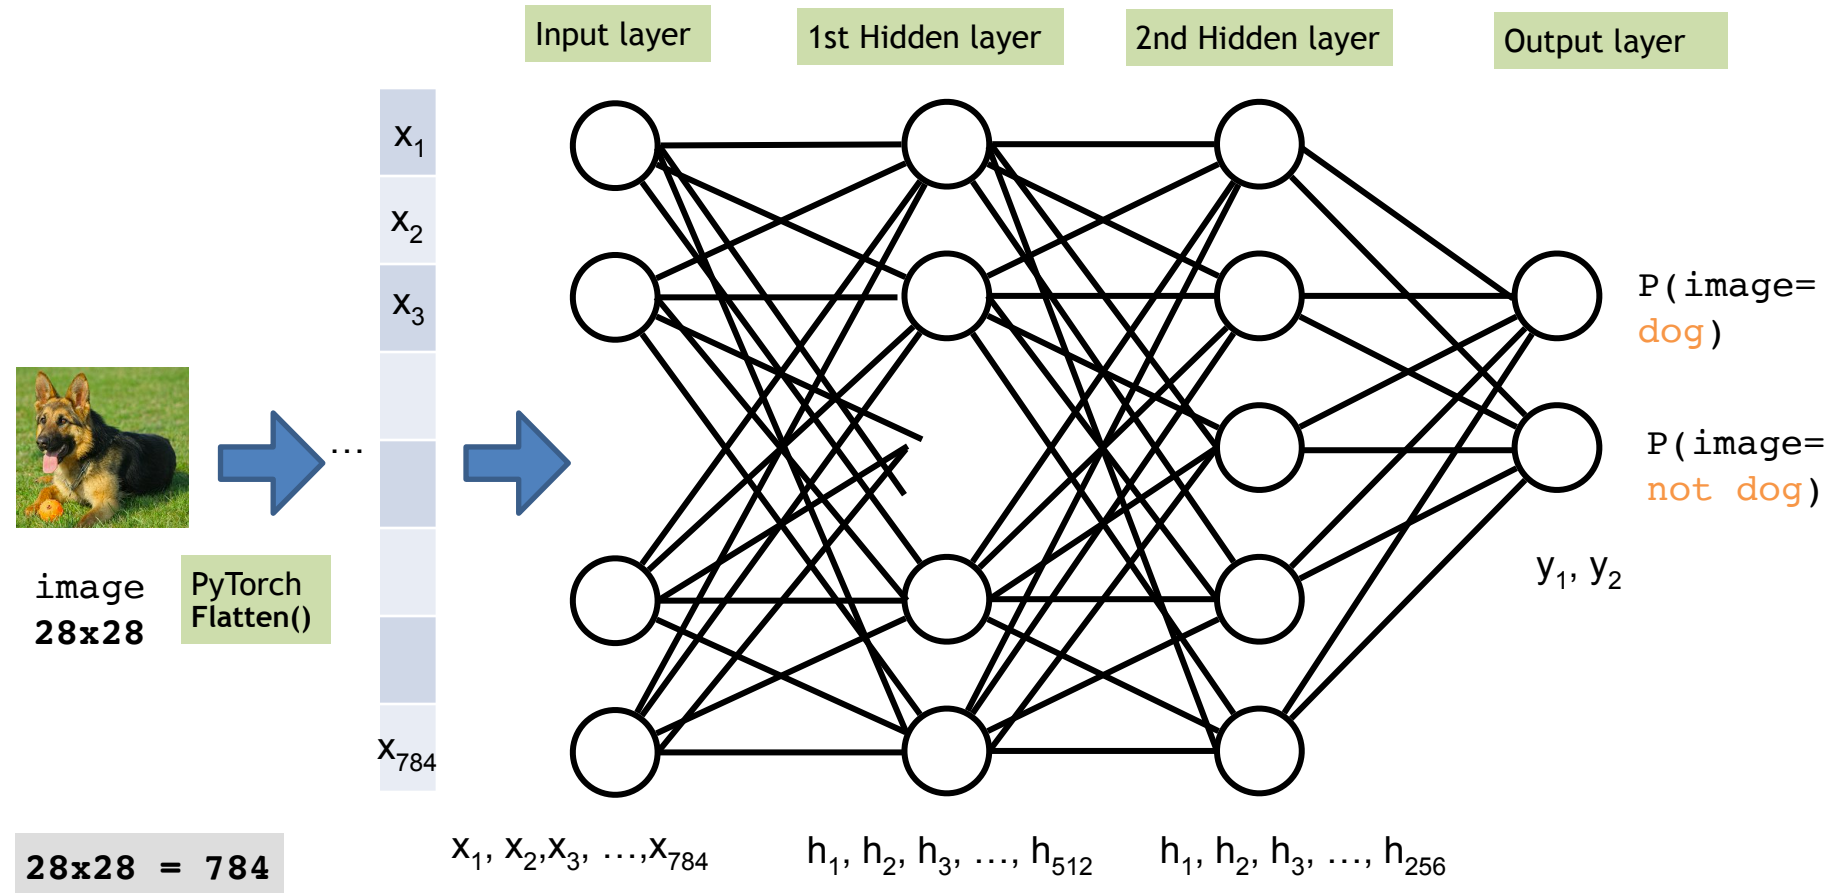 Input layer
1st Hidden layer
2nd Hidden layer
Output layer
x1
x2
x3
...
x784
image
28x28
PyTorch
Flatten()
P(image=
dog)
P(image=
not dog)
y1, y2
28x28 = 784
x1, x2,x3, ...,x784
h1, h2, h3, ..., h512
h1, h2, h3, ..., h256